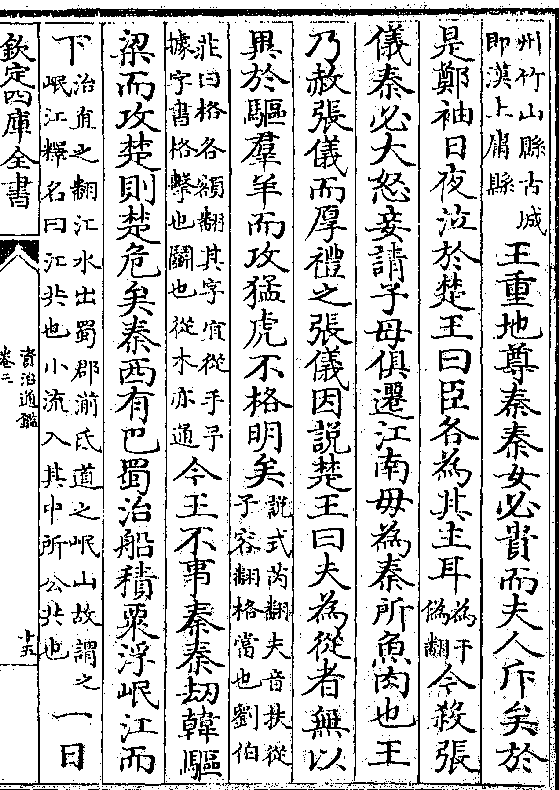 州竹山縣古城
即漢上庸縣
王重地尊秦秦女必貴而夫人斥矣於
是鄭袖日夜泣於楚王曰臣各為其主耳
為于
偽翻
今殺張
儀秦必大怒妾請子母俱遷江南毋為秦所魚肉也王
乃赦張儀而厚禮之張儀因說楚王曰夫為從者無以
異於驅羣羊而攻猛虎不格明矣
說式芮翻夫音扶從
子容翻格當也劉伯
莊曰格各額翻其字宜從手予
據字書格擊也鬭也從木亦通
今王不事秦秦劫韓驅
梁而攻楚則楚危矣秦西有巴蜀治船積粟浮岷江而
下
治直之翻江水出蜀郡湔氐道之岷山故謂之
岷江釋名曰江共也小流入其中所公共也
一日
欽定四庫全書
資治通鑑
卷三
十五